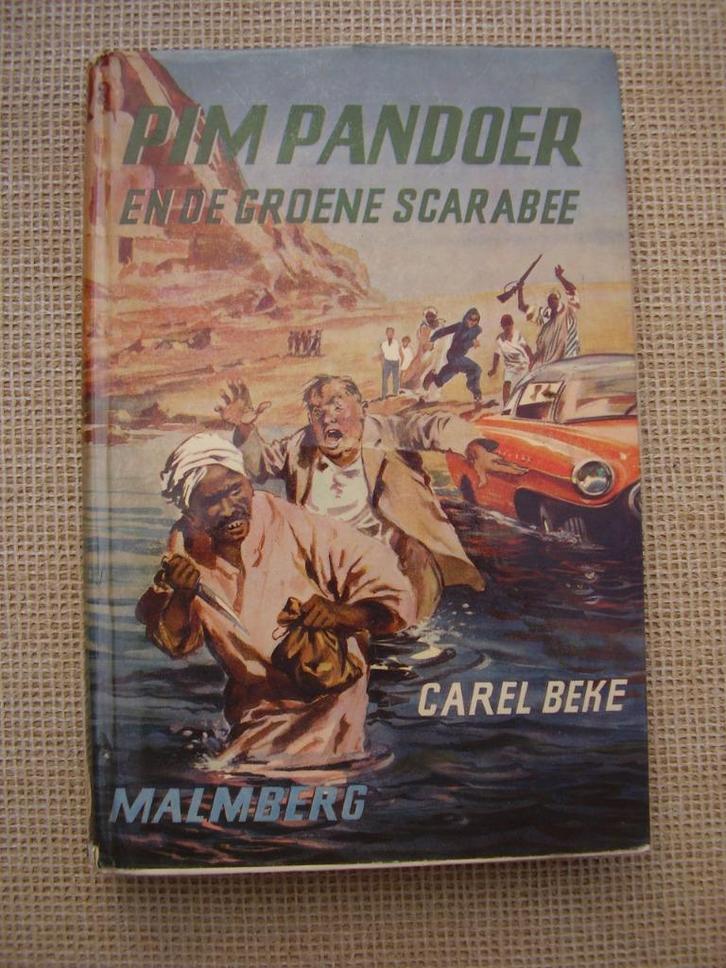 PIM PANDOER
EN DE GROENE SCARABEE
CAREL BEKE
MALMBERG